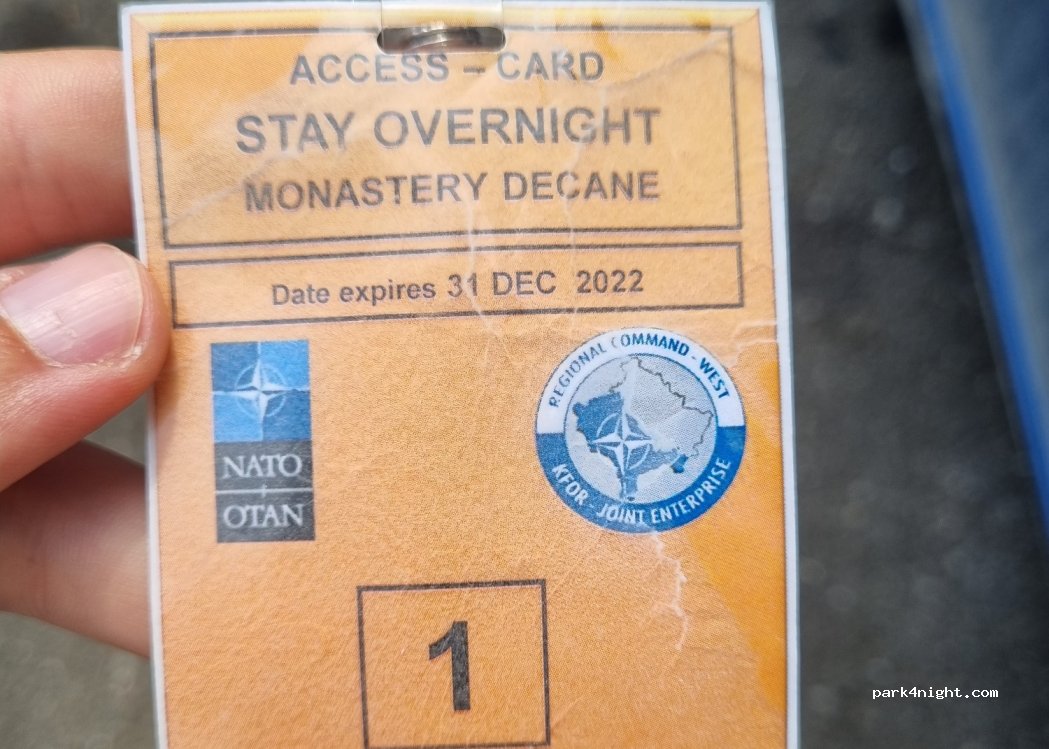 ACCESS – CARD
STAY OVERNIGHT
MONASTERY DECANE
Date expires 31 DEC 2022
REGIONAL COMMAND - WEST
KFOR - JOINT ENTERPRISE
NATO
OTAN
1
park4night.com